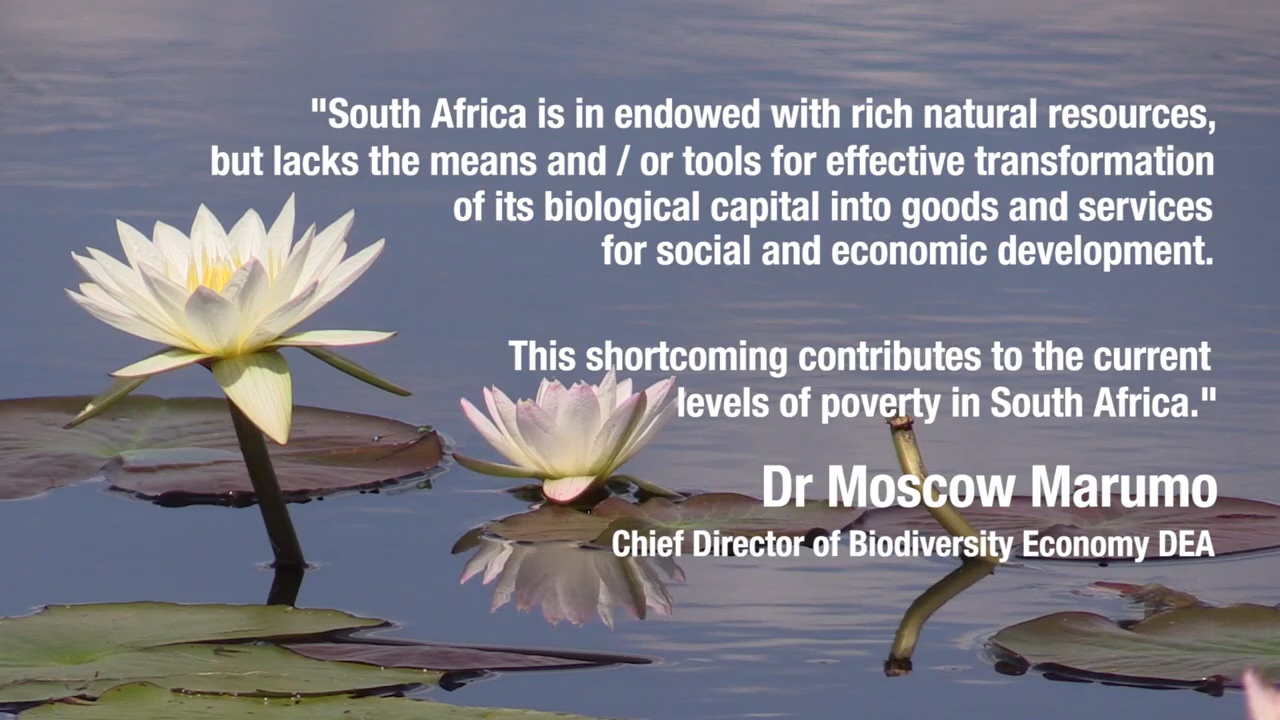 "South Africa is in endowed with rich natural resources,
but lacks the means and / or tools for effective transformation
of its biological capital into goods and services
for social and economic development.
This shortcoming contributes to the current
levels of poverty in South Africa."
Dr Moscow Marumo
Chief Director of Biodiversity Economy DEA